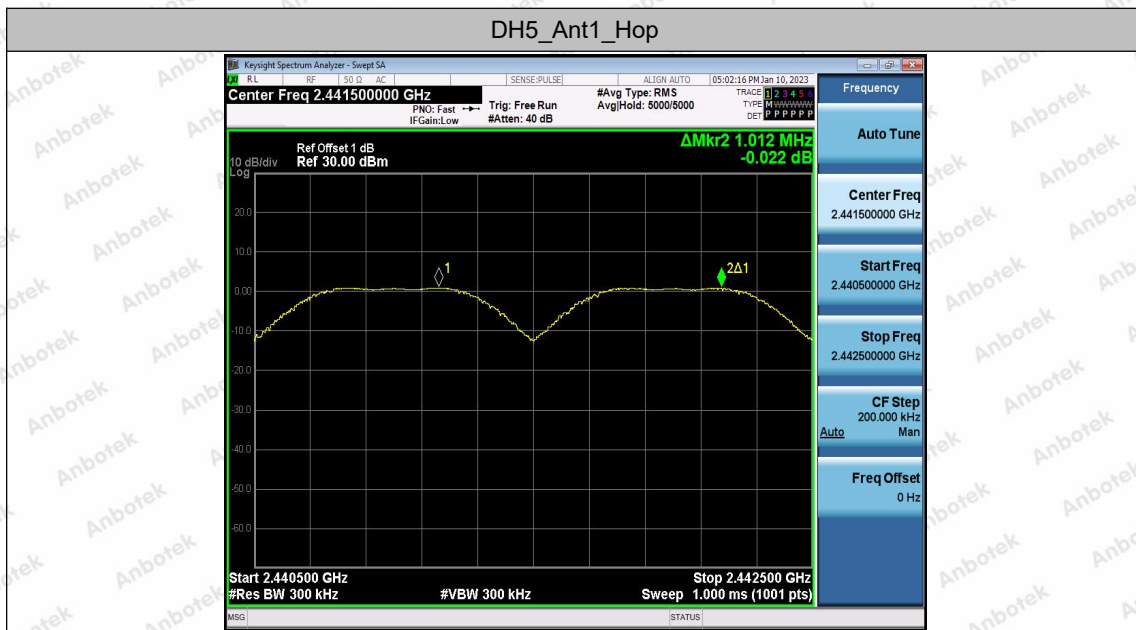 DH5_Ant1_Hop
Keysight Spectrum Analyzer - Swept SA
RL RF 50 Ω AC SENSE:PULSE ALIGN AUTO 05:02:16 PM Jan 10, 2023
Center Freq 2.441500000 GHz
PNO: Fast
IFGain:Low
Trig: Free Run
#Atten: 40 dB
#Avg Type: RMS
Avg|Hold: 5000/5000
TRACE 1 2 3 4 5 6
TYPE M WWWWW
DET P P P P P P
Ref Offset 1 dB
10 dB/div Ref 30.00 dBm
Log
ΔMkr2 1.012 MHz
-0.022 dB
20.0
10.0
1
2Δ1
0.00
-10.0
-20.0
-30.0
-40.0
-50.0
-60.0
Start 2.440500 GHz Stop 2.442500 GHz
#Res BW 300 kHz #VBW 300 kHz Sweep 1.000 ms (1001 pts)
MSG STATUS
Frequency
Auto Tune
Center Freq
2.441500000 GHz
Start Freq
2.440500000 GHz
Stop Freq
2.442500000 GHz
CF Step
200.000 kHz
Auto Man
Freq Offset
0 Hz
Anbotek